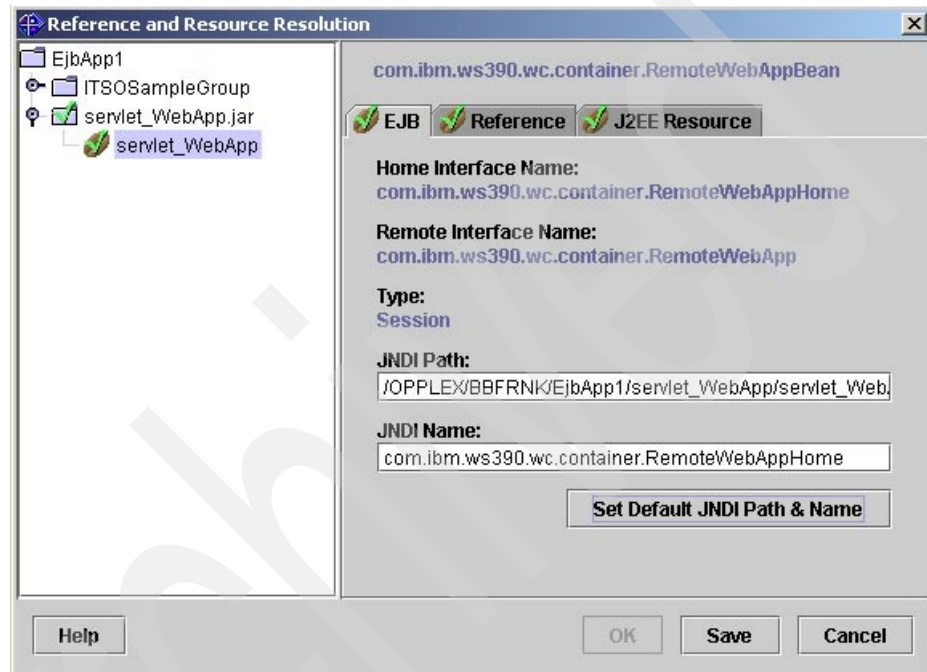 Reference and Resource Resolution
EjbApp1
ITSOSampleGroup
servlet_WebApp.jar
servlet_WebApp
com.ibm.ws390.wc.container.RemoteWebAppBean
EJB Reference J2EE Resource
Home Interface Name:
com.ibm.ws390.wc.container.RemoteWebAppHome
Remote Interface Name:
com.ibm.ws390.wc.container.RemoteWebApp
Type:
Session
JNDI Path:
/OPPLEX/BBFRNK/EjbApp1/servlet_WebApp/servlet_Web
JNDI Name:
com.ibm.ws390.wc.container.RemoteWebAppHome
Set Default JNDI Path & Name
Help OK Save Cancel